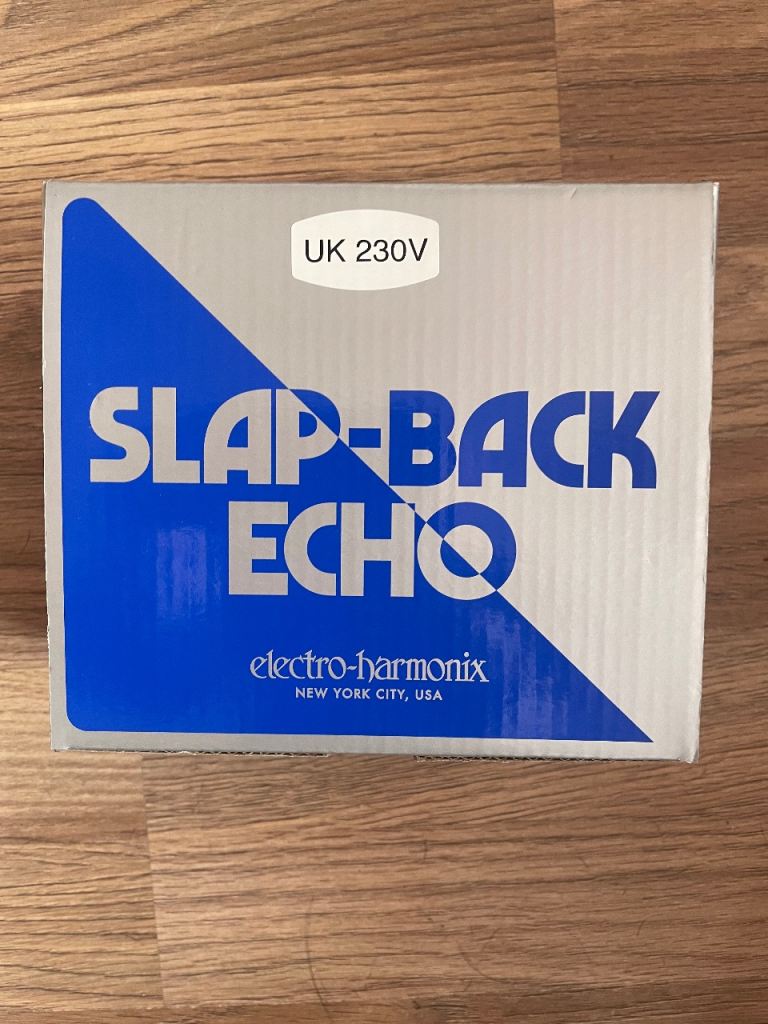 UK 230V
SLAP-BACK
ECHO
electro-harmonix
NEW YORK CITY, USA